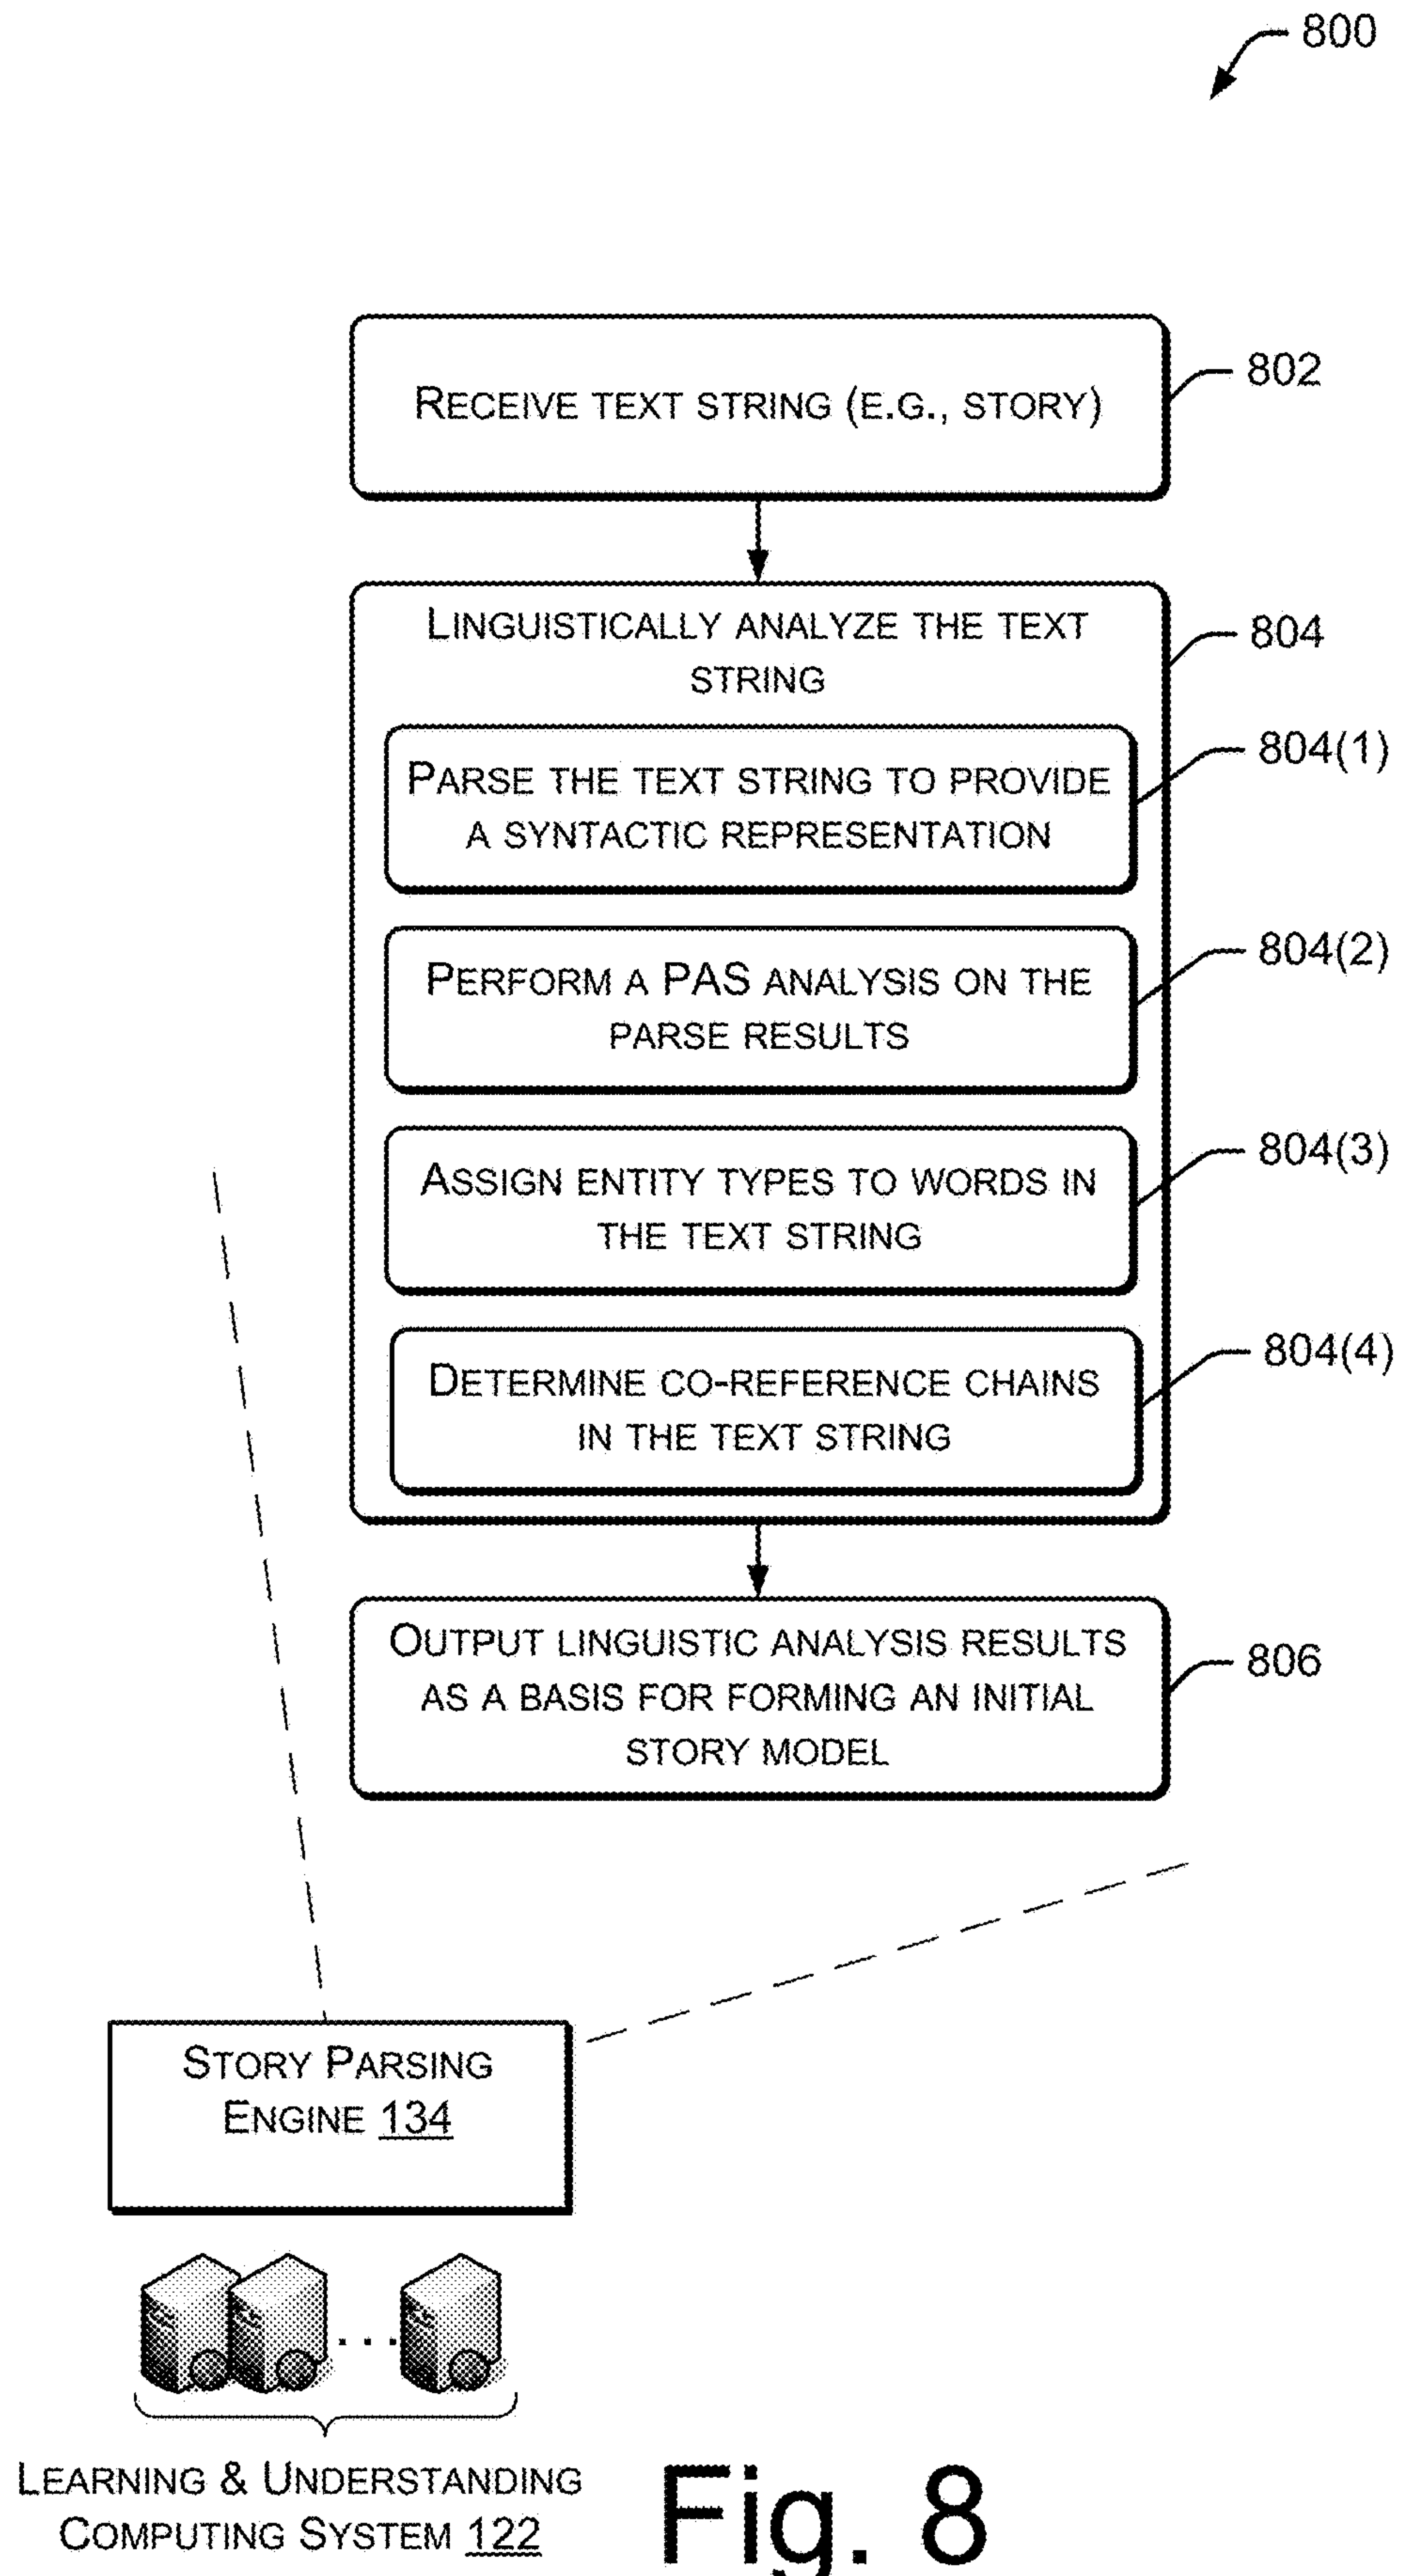 800
RECEIVE TEXT STRING (E.G., STORY)
802
LINGUISTICALLY ANALYZE THE TEXT
STRING
804
PARSE THE TEXT STRING TO PROVIDE
A SYNTACTIC REPRESENTATION
804(1)
PERFORM A PAS ANALYSIS ON THE
PARSE RESULTS
804(2)
ASSIGN ENTITY TYPES TO WORDS IN
THE TEXT STRING
804(3)
DETERMINE CO-REFERENCE CHAINS
IN THE TEXT STRING
804(4)
OUTPUT LINGUISTIC ANALYSIS RESULTS
AS A BASIS FOR FORMING AN INITIAL
STORY MODEL
806
STORY PARSING
ENGINE 134
...
LEARNING & UNDERSTANDING
COMPUTING SYSTEM 122
Fig. 8